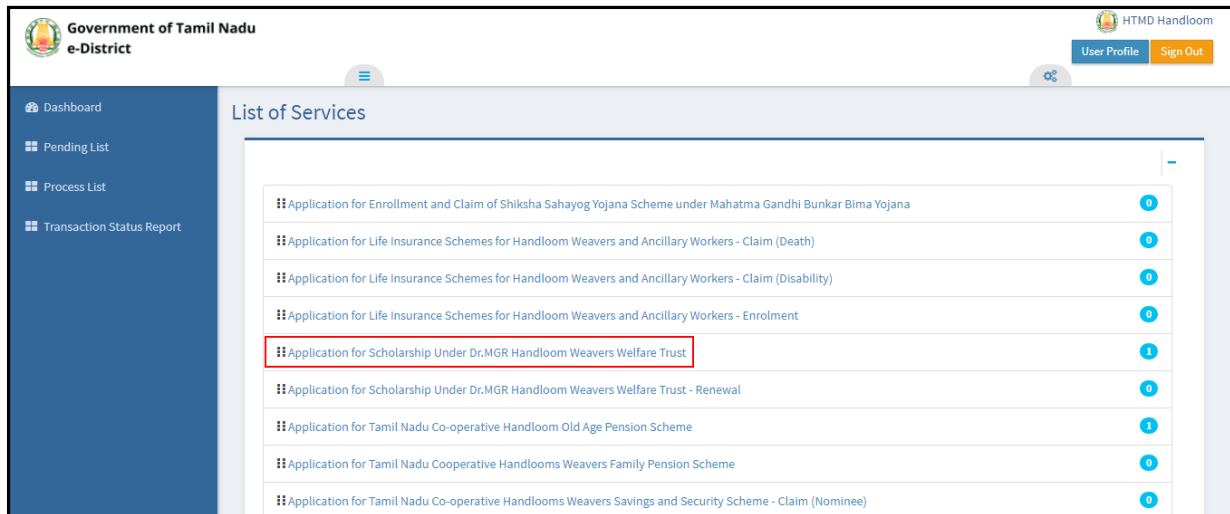 Government of Tamil Nadu
e-District
HTMD Handloom
User Profile
Sign Out
Dashboard
Pending List
Process List
Transaction Status Report
List of Services
Application for Enrollment and Claim of Shiksha Sahayog Yojana Scheme under Mahatma Gandhi Bunkar Bima Yojana 0
Application for Life Insurance Schemes for Handloom Weavers and Ancillary Workers - Claim (Death) 0
Application for Life Insurance Schemes for Handloom Weavers and Ancillary Workers - Claim (Disability) 0
Application for Life Insurance Schemes for Handloom Weavers and Ancillary Workers - Enrolment 0
Application for Scholarship Under Dr.MGR Handloom Weavers Welfare Trust 1
Application for Scholarship Under Dr.MGR Handloom Weavers Welfare Trust - Renewal 0
Application for Tamil Nadu Co-operative Handloom Old Age Pension Scheme 1
Application for Tamil Nadu Cooperative Handlooms Weavers Family Pension Scheme 0
Application for Tamil Nadu Co-operative Handlooms Weavers Savings and Security Scheme - Claim (Nominee) 0